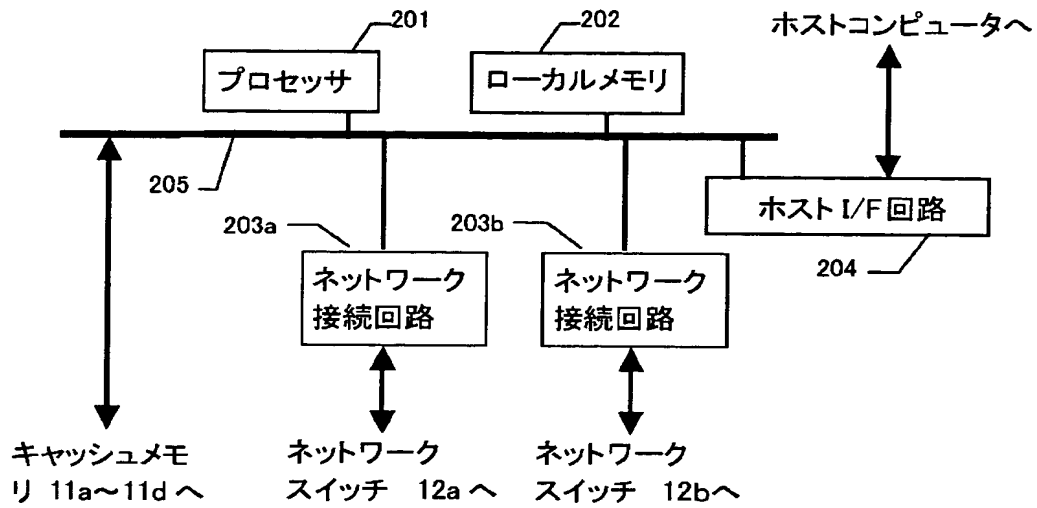 201
202
ホストコンピュータへ
プロセッサ
ローカルメモリ
205
ホスト I/F 回路
204
203a
203b
ネットワーク
接続回路
ネットワーク
接続回路
キャッシュメモ
リ 11a～11d へ
ネットワーク
スイッチ 12a へ
ネットワーク
スイッチ 12bへ